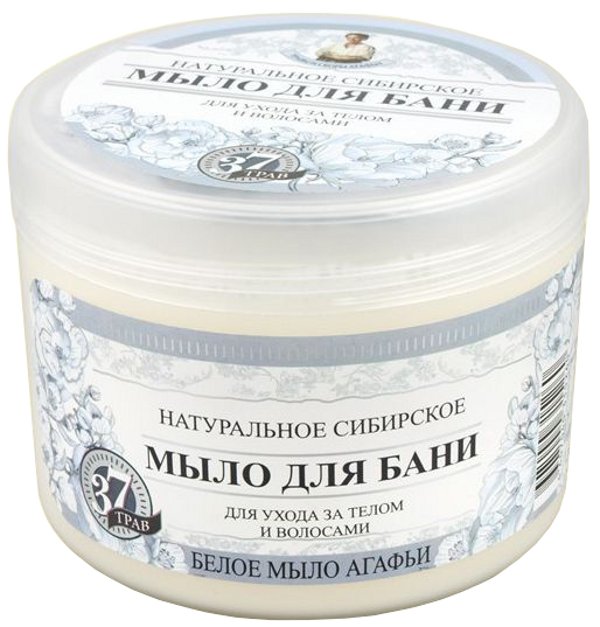 НАТУРАЛЬНОЕ СИБИРСКОЕ
МЫЛО ДЛЯ БАНИ
ДЛЯ УХОДА ЗА ТЕЛОМ
И ВОЛОСАМИ
37
ТРАВ
НАТУРАЛЬНОЕ СИБИРСКОЕ
МЫЛО ДЛЯ БАНИ
37
ТРАВ
ДЛЯ УХОДА ЗА ТЕЛОМ
И ВОЛОСАМИ
БЕЛОЕ МЫЛО АГАФЬИ